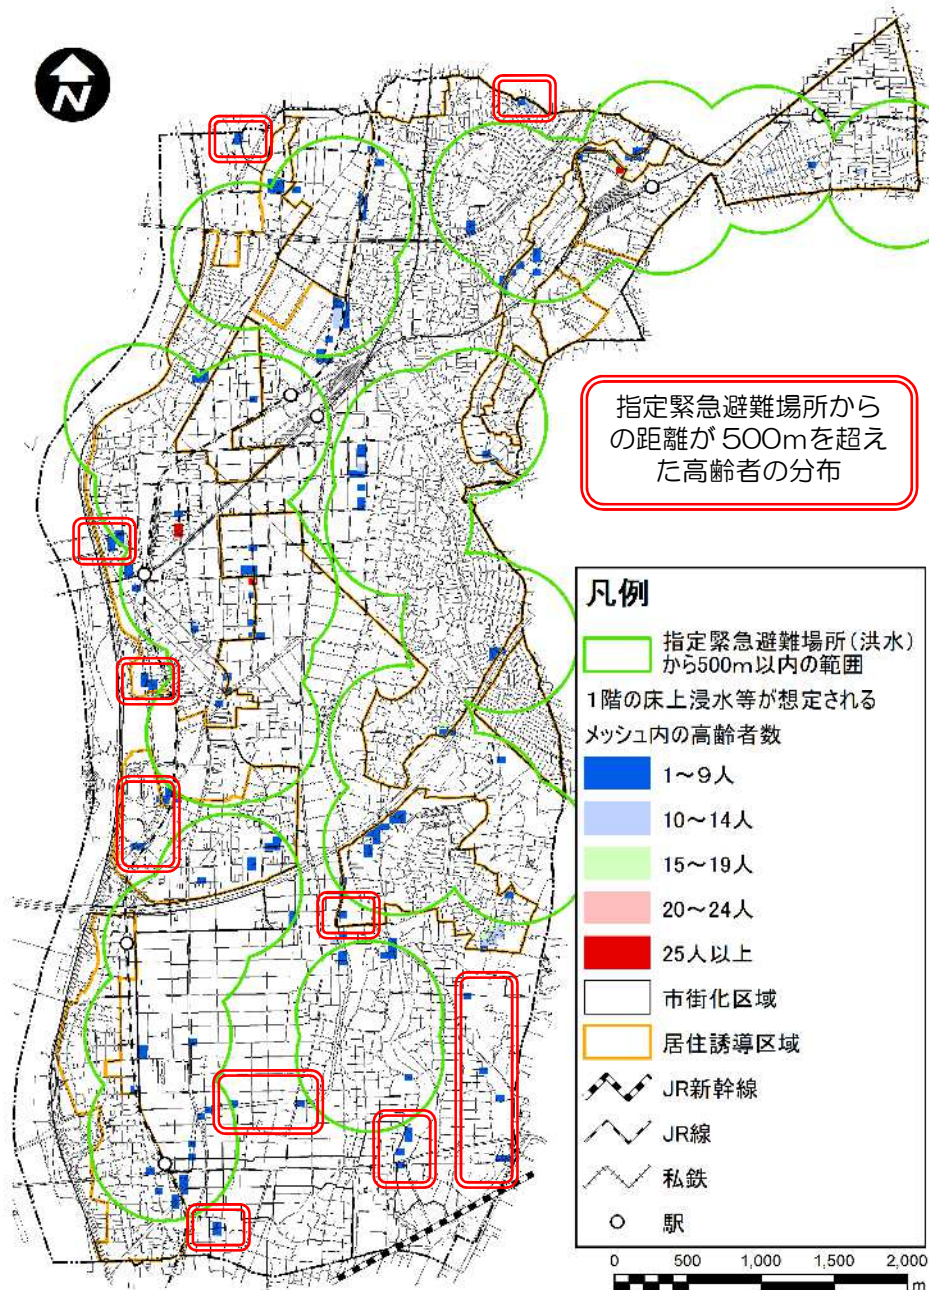 N
指定緊急避難場所から
の距離が500mを超え
た高齢者の分布
凡例
指定緊急避難場所(洪水)
から500m以内の範囲
1階の床上浸水等が想定される
メッシュ内の高齢者数
1～9人
10～14人
15～19人
20～24人
25人以上
市街化区域
居住誘導区域
JR新幹線
JR線
私鉄
駅
0 500 1,000 1,500 2,000
m